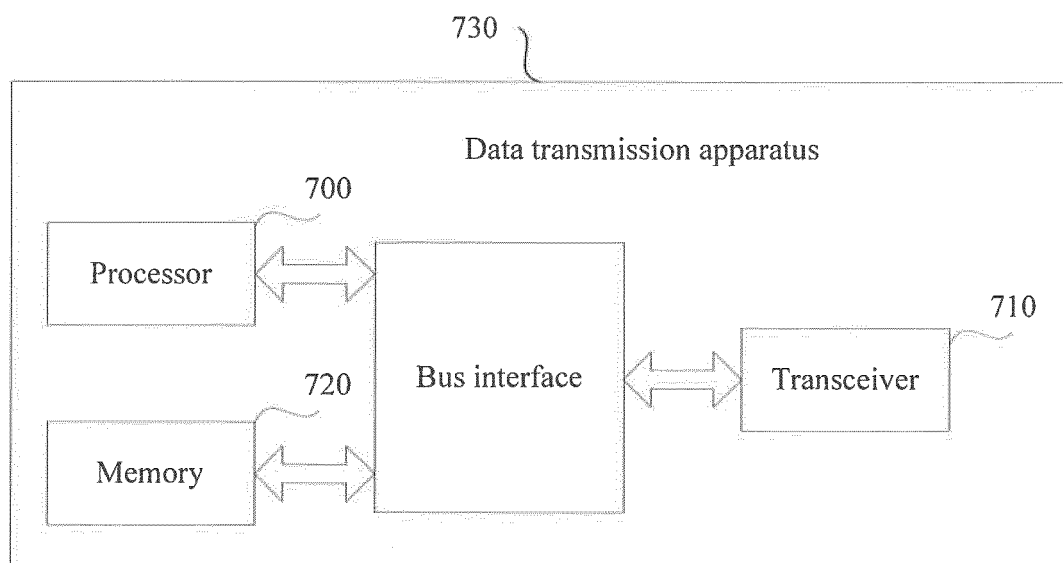 730
Data transmission apparatus
700
Processor
710
Bus interface
Transceiver
720
Memory